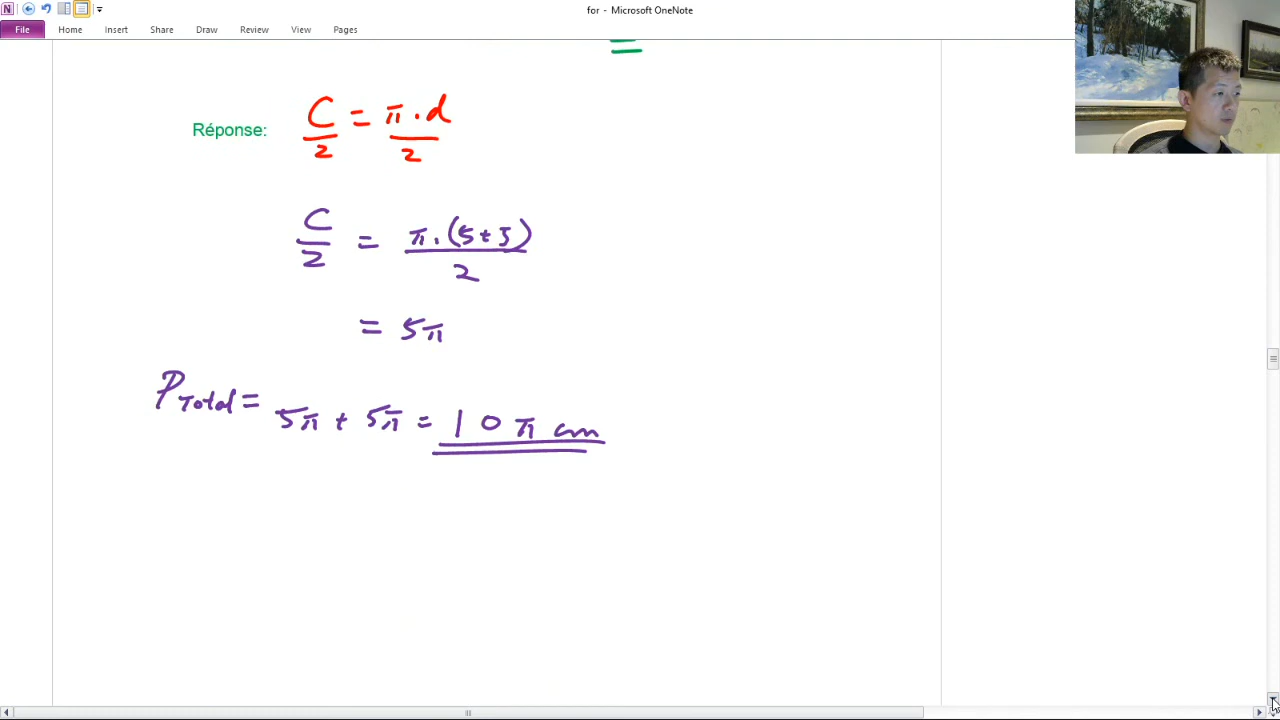 for - Microsoft OneNote
File Home Insert Share Draw Review View Pages
Réponse: C/2 = π·d/2
C/2 = π·(5+5)/2
= 5π
P Total = 5π + 5π = 10π cm